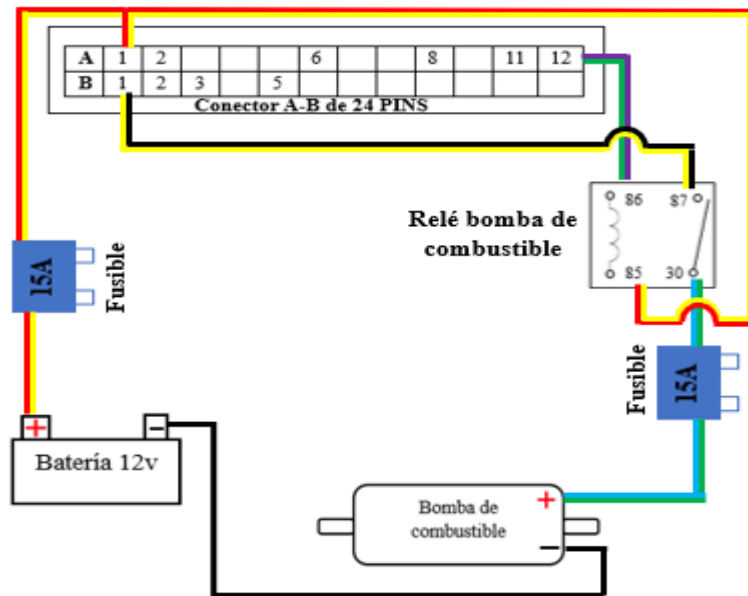 A 1 2 6 8 11 12
B 1 2 3 5
Conector A-B de 24 PINS
86 87
Relé bomba de
combustible
85 30
15A
Fusible
15A
Fusible
+ −
Batería 12v
Bomba de +
combustible −